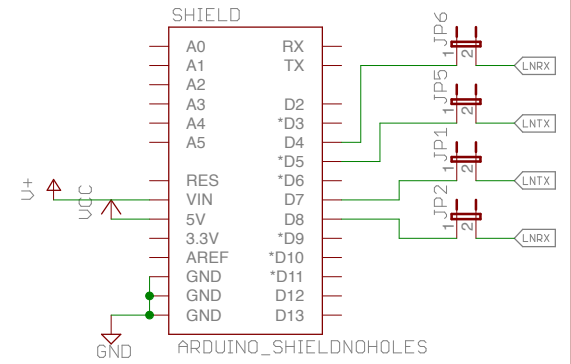 SHIELD
A0 RX
A1 TX
A2
A3 D2
A4 *D3
A5 D4
*D5
RES *D6
VIN D7
5V D8
3.3V *D9
AREF *D10
GND *D11
GND D12
GND D13
ARDUINO_SHIELDNOHOLES
V+
VCC
GND
JP6
1 2
LNRX
JP5
1 2
LNTX
JP1
1 2
LNTX
JP2
1 2
LNRX